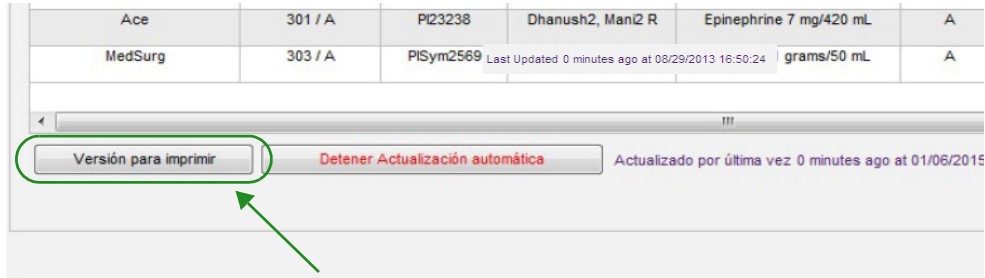 Ace 301 / A PI23238 Dhanush2, Mani2 R Epinephrine 7 mg/420 mL A
MedSurg 303 / A PISym2569 Last Updated 0 minutes ago at 08/29/2013 16:50:24 grams/50 mL A
Versión para imprimir Detener Actualización automática Actualizado por última vez 0 minutes ago at 01/06/2015